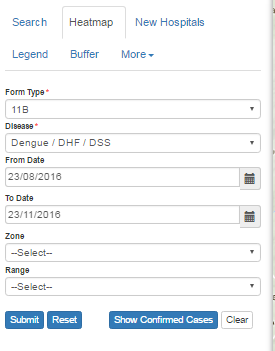 Search Heatmap New Hospitals
Legend Buffer More
Form Type *
11B
Disease *
Dengue / DHF / DSS
From Date
23/08/2016
To Date
23/11/2016
Zone
--Select--
Range
--Select--
Submit Reset Show Confirmed Cases Clear